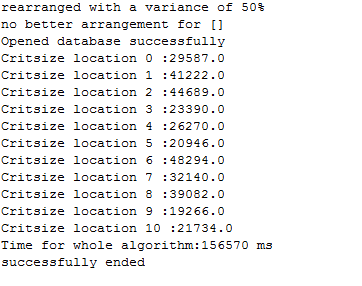 rearranged with a variance of 50%
no better arrangement for []
Opened database successfully
Critsize location 0 :29587.0
Critsize location 1 :41222.0
Critsize location 2 :44689.0
Critsize location 3 :23390.0
Critsize location 4 :26270.0
Critsize location 5 :20946.0
Critsize location 6 :48294.0
Critsize location 7 :32140.0
Critsize location 8 :39082.0
Critsize location 9 :19266.0
Critsize location 10 :21734.0
Time for whole algorithm:156570 ms
successfully ended